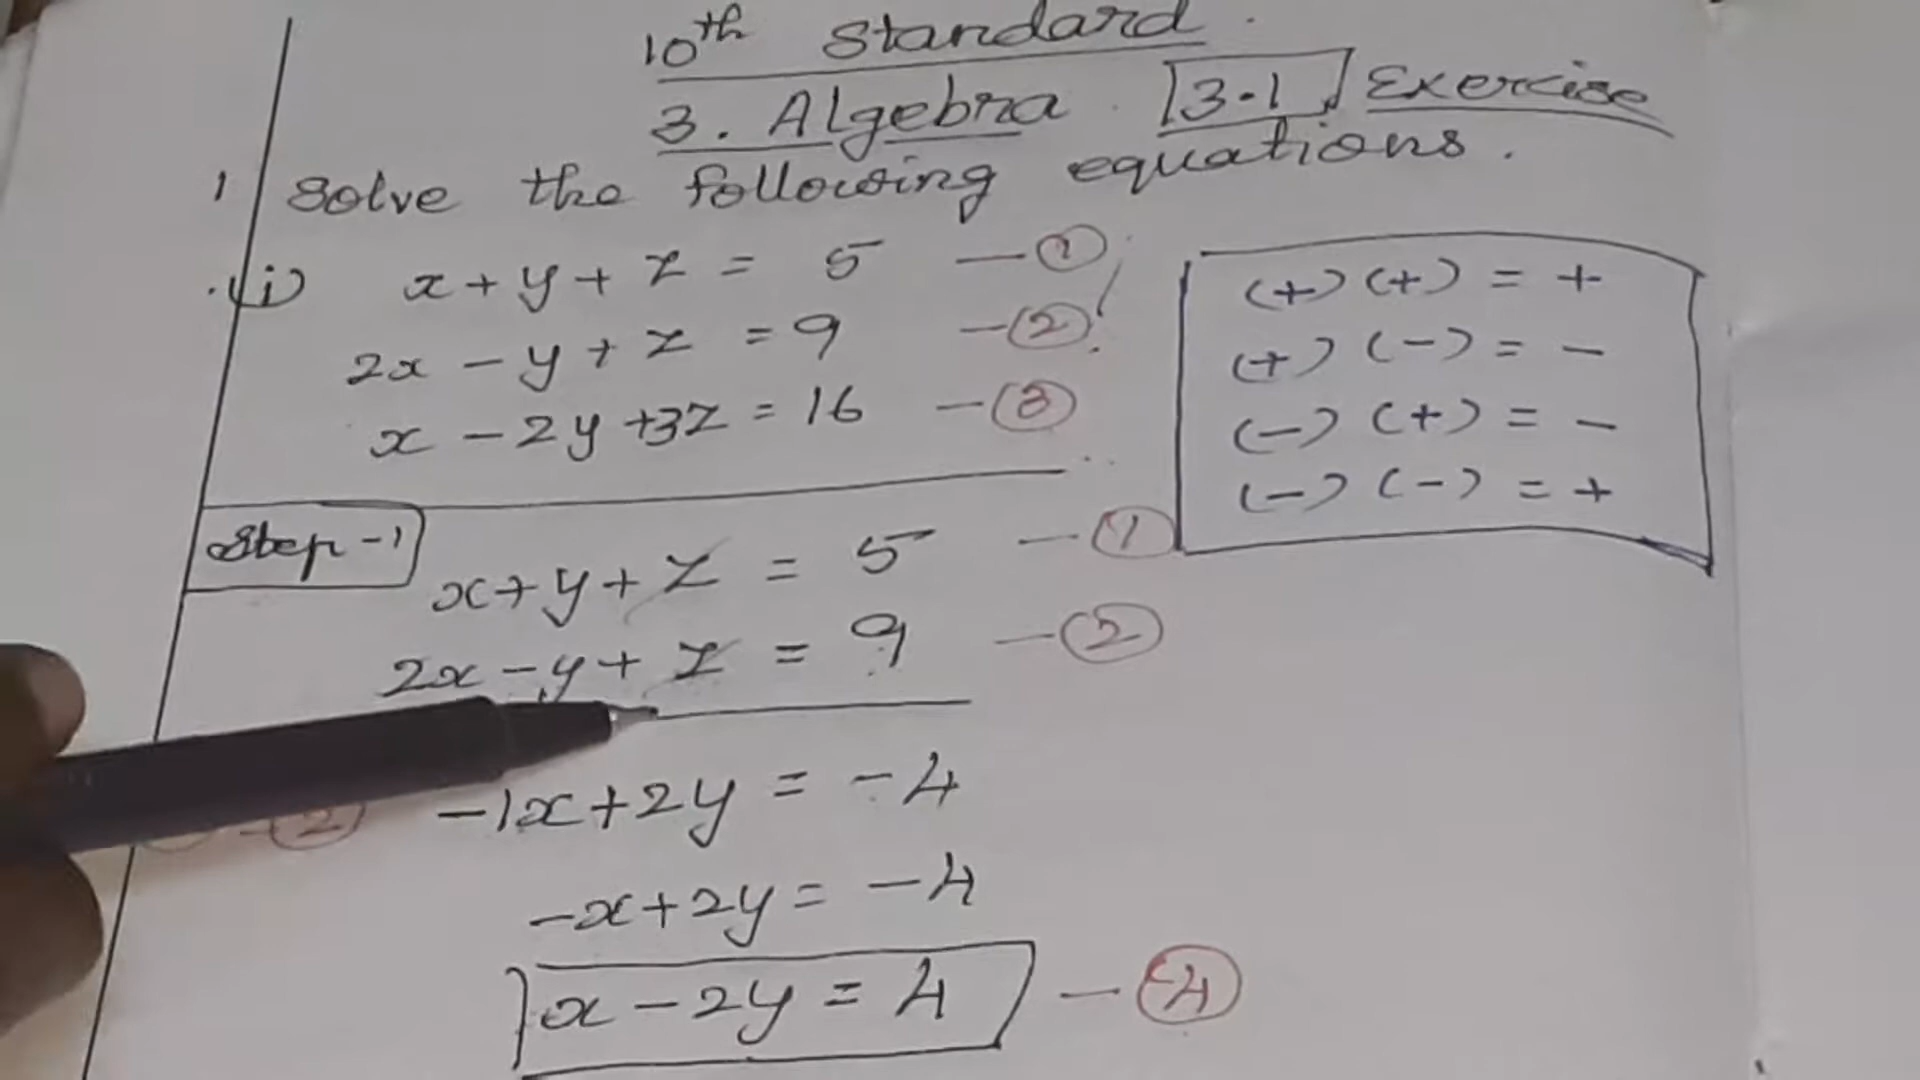 10th Standard.
3. Algebra. 3.1 Exercise
1 Solve the following equations.
(i) x+y+z = 5 — ①
2x - y + z = 9 — ②
x - 2y +3z = 16 — ③
(+) (+) = +
(+) (-) = -
(-) (+) = -
(-) (-) = +
Step-1
x+y+z = 5 — ①
2x - y + z = 9 — ②
- ② -1x+2y = -4
-x+2y = -4
x - 2y = 4 — ④